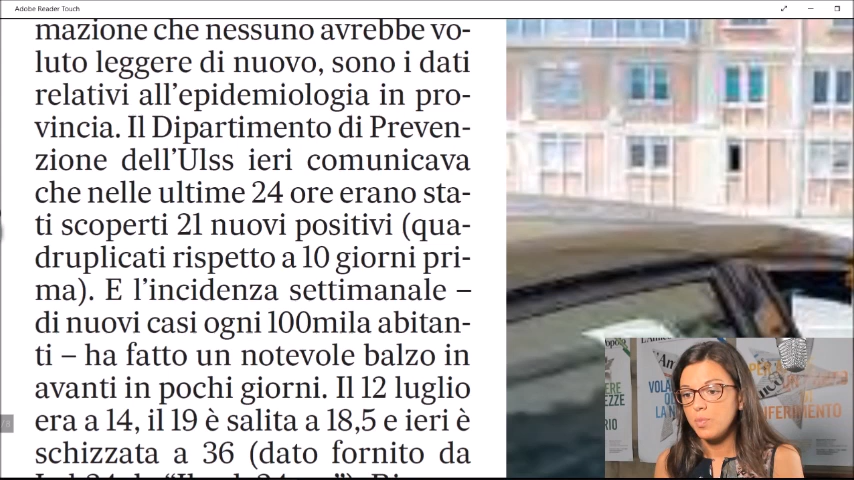 Adobe Reader Touch
mazione che nessuno avrebbe vo-
luto leggere di nuovo, sono i dati
relativi all'epidemiologia in pro-
vincia. Il Dipartimento di Preven-
zione dell'Ulss ieri comunicava
che nelle ultime 24 ore erano sta-
ti scoperti 21 nuovi positivi (qua-
druplicati rispetto a 10 giorni pri-
ma). E l'incidenza settimanale –
di nuovi casi ogni 100mila abitan-
ti – ha fatto un notevole balzo in
avanti in pochi giorni. Il 12 luglio
era a 14, il 19 è salita a 18,5 e ieri è
schizzata a 36 (dato fornito da